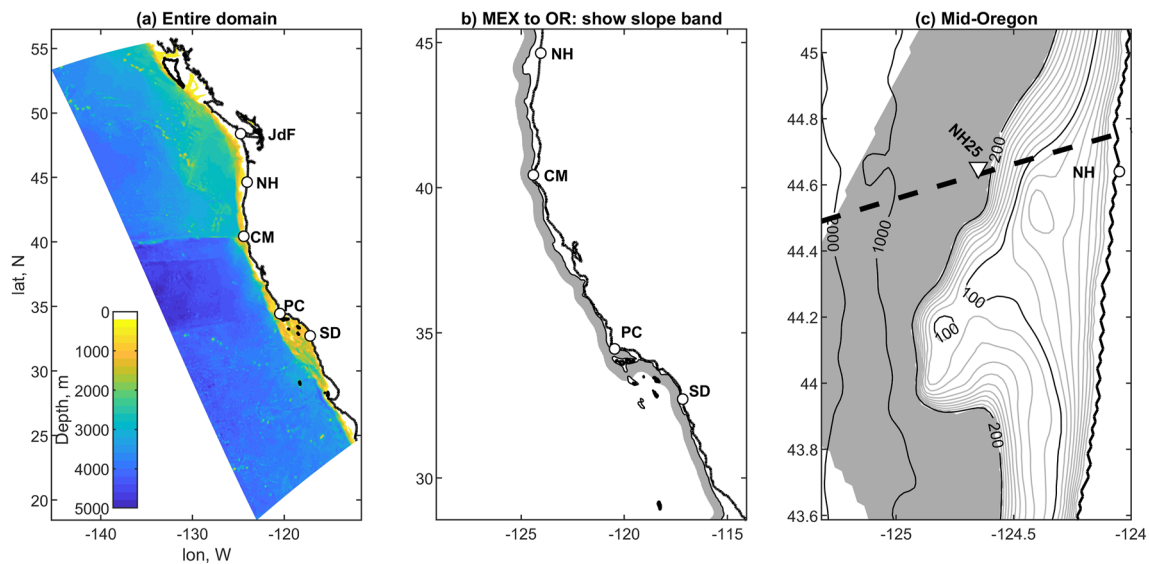 (a) Entire domain
55
50
45
40
35
30
25
20
lat, N
JdF
NH
CM
PC
SD
0
1000
2000
3000
4000
5000
Depth, m
-140
-130
-120
lon, W
b) MEX to OR: show slope band
45
40
35
30
NH
CM
PC
SD
-125
-120
-115
(c) Mid-Oregon
45
44.8
44.6
44.4
44.2
44
43.8
43.6
NH25
200
NH
1000
100
100
200
-125
-124.5
-124